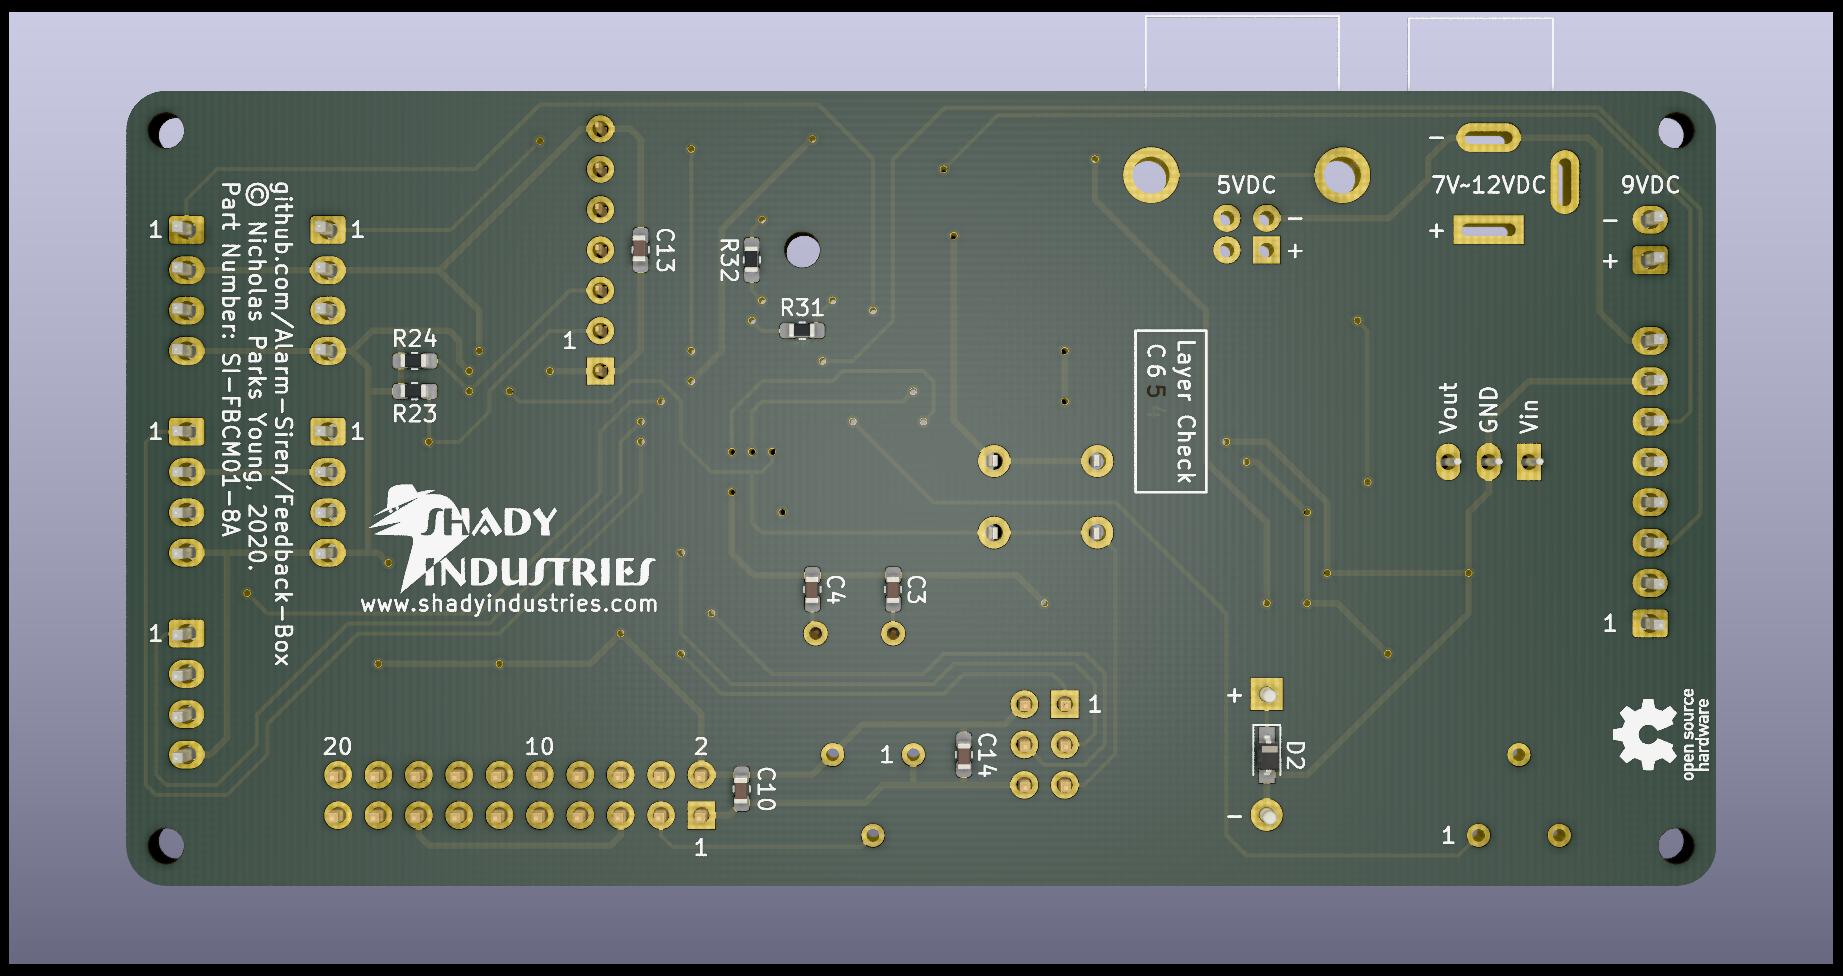 github.com/Alarm-Siren/Feedback-Box
© Nicholas Parks Young, 2020.
Part Number: SI-FBCM01-8A
1
1
1
1
1
R24
R23
1
C13
R32
R31
5VDC
-
+
-
7V~12VDC
+
9VDC
-
+
1
Layer Check
C 6 5 4
Vout
GND
Vin
SHADY
INDUSTRIES
www.shadyindustries.com
C4
C3
20
10
2
1
C10
1
C14
1
+
D2
-
1
open source
hardware